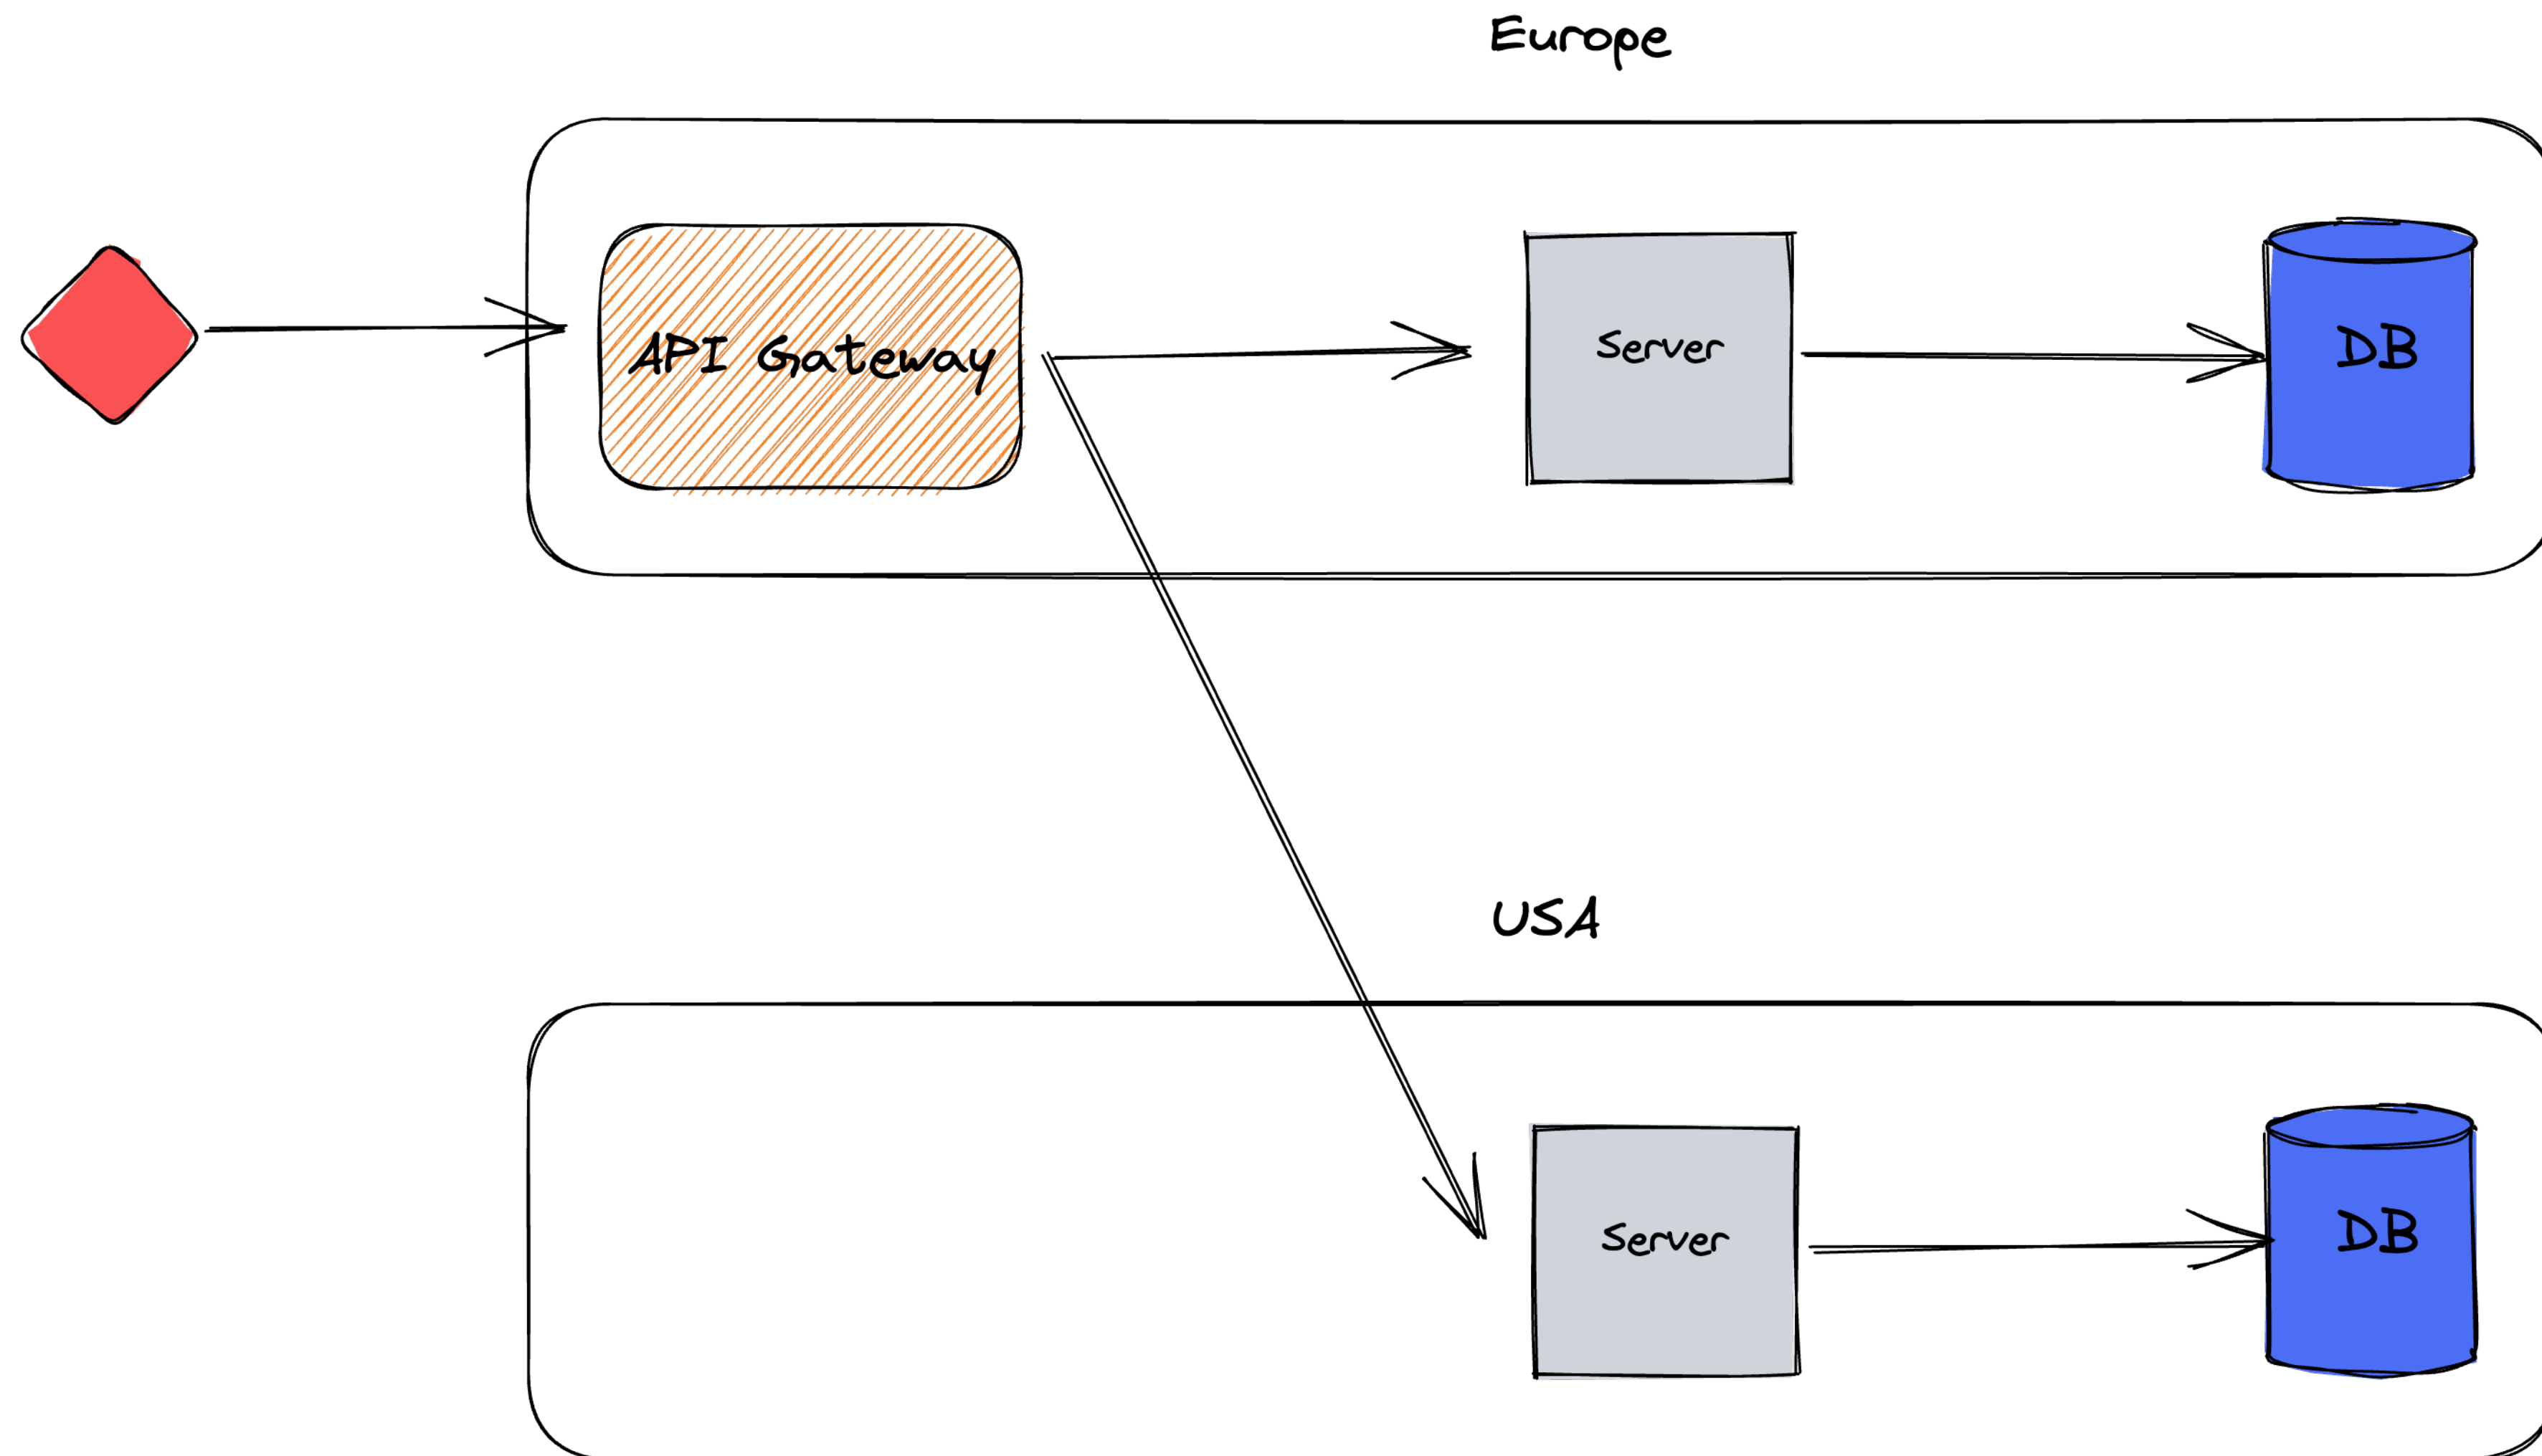 Europe
API Gateway
Server
DB
USA
Server
DB